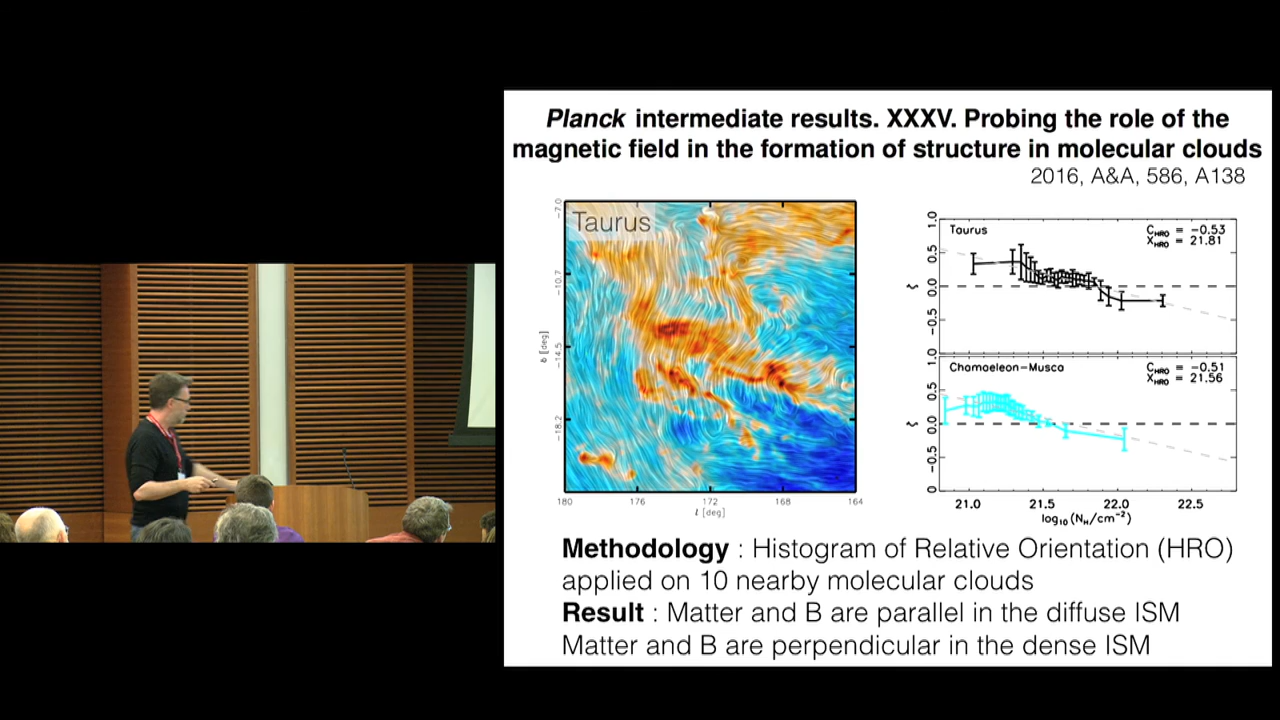 Planck intermediate results. XXXV. Probing the role of the
magnetic field in the formation of structure in molecular clouds
2016, A&A, 586, A138
Taurus
-7.0
-10.7
-14.5
-18.2
b [deg]
180 176 172 168 164
l [deg]
Taurus
C_HRO = -0.53
X_HRO = 21.81
1.0
0.5
0.0
-0.5
ζ
Chamaeleon-Musca
C_HRO = -0.51
X_HRO = 21.56
1.0
0.5
0.0
-0.5
ζ
21.0 21.5 22.0 22.5
log₁₀(N_H/cm⁻²)
Methodology : Histogram of Relative Orientation (HRO)
applied on 10 nearby molecular clouds
Result : Matter and B are parallel in the diffuse ISM
Matter and B are perpendicular in the dense ISM